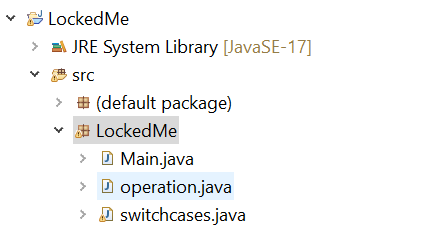 LockedMe
JRE System Library [JavaSE-17]
src
(default package)
LockedMe
Main.java
operation.java
switchcases.java